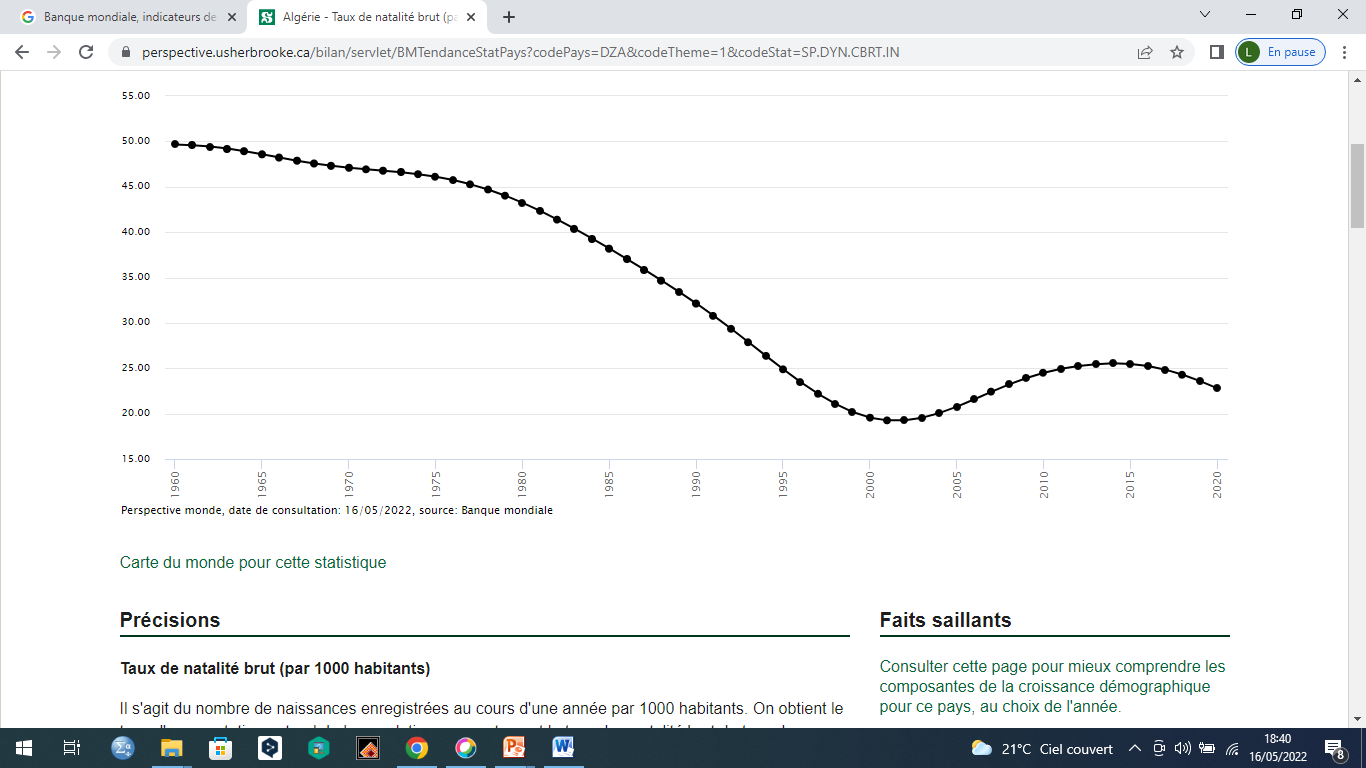 Banque mondiale, indicateurs de
Algérie - Taux de natalité brut (pa
perspective.usherbrooke.ca/bilan/servlet/BMTendanceStatPays?codePays=DZA&codeTheme=1&codeStat=SP.DYN.CBRT.IN
L En pause
55.00
50.00
45.00
40.00
35.00
30.00
25.00
20.00
15.00
1960 1965 1970 1975 1980 1985 1990 1995 2000 2005 2010 2015 2020
Perspective monde, date de consultation: 16/05/2022, source: Banque mondiale
Carte du monde pour cette statistique
Précisions
Taux de natalité brut (par 1000 habitants)
Il s'agit du nombre de naissances enregistrées au cours d'une année par 1000 habitants. On obtient le
Faits saillants
Consulter cette page pour mieux comprendre les
composantes de la croissance démographique
pour ce pays, au choix de l'année.
21°C Ciel couvert
18:40
16/05/2022
8